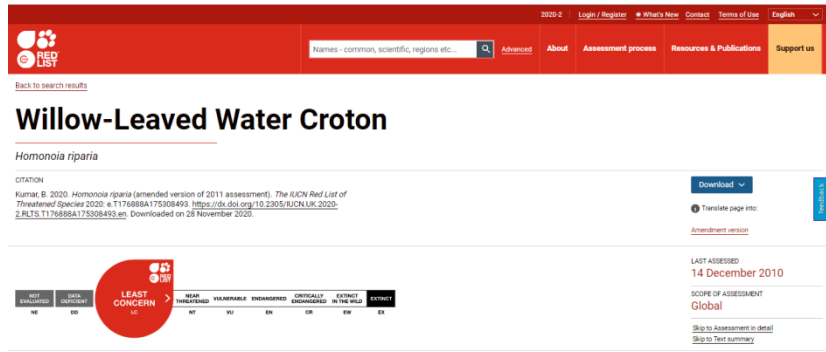 2020-2 Login / Register What's New Contact Terms of Use English
RED LIST
Names - common, scientific, regions etc... Advanced About Assessment process Resources & Publications Support us
Back to search results
Willow-Leaved Water Croton
Homonoia riparia
CITATION
Kumar, B. 2020. Homonoia riparia (amended version of 2011 assessment). The IUCN Red List of
Threatened Species 2020: e.T176888A175308493. https://dx.doi.org/10.2305/IUCN.UK.2020-
2.RLTS.T176888A175308493.en. Downloaded on 28 November 2020.
Download
Translate page into:
Amendment version
feedback
LAST ASSESSED
14 December 2010
SCOPE OF ASSESSMENT
Global
Skip to Assessment in detail
Skip to Text summary
RED LIST
NOT EVALUATED DATA DEFICIENT LEAST CONCERN NEAR THREATENED VULNERABLE ENDANGERED CRITICALLY ENDANGERED EXTINCT IN THE WILD EXTINCT
NE DD LC NT VU EN CR EW EX